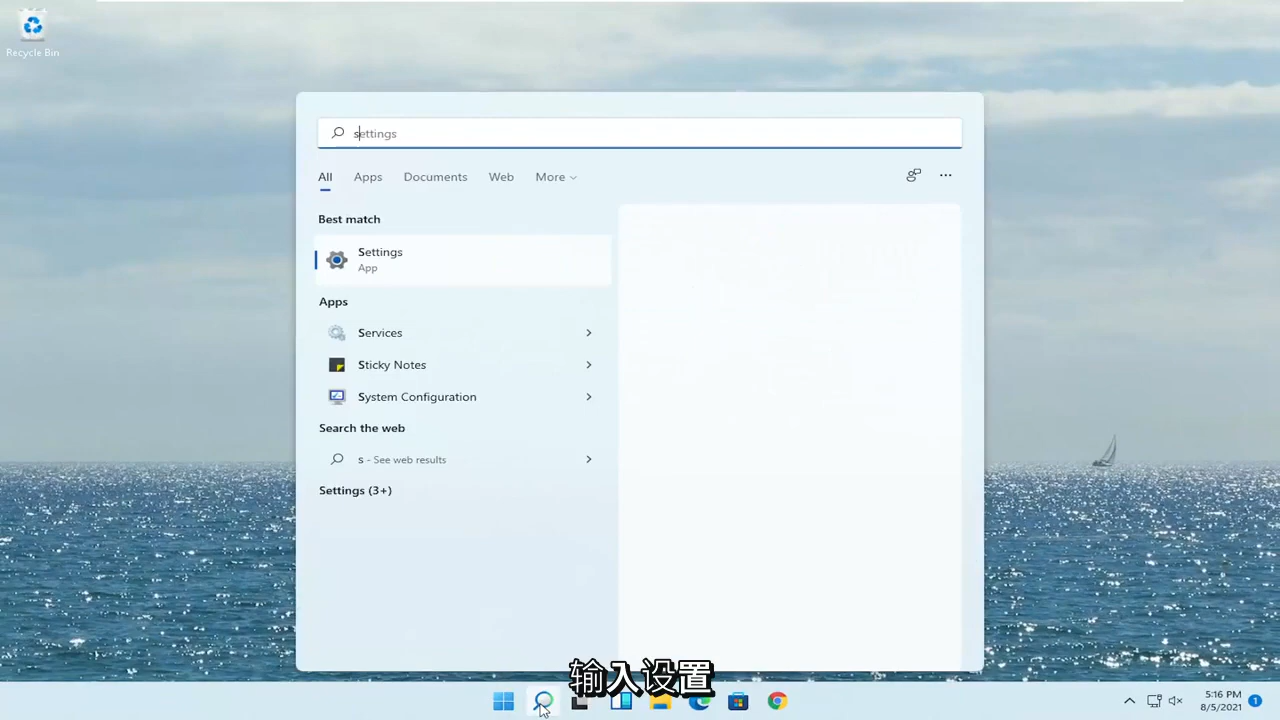 Recycle Bin
settings
All
Apps
Documents
Web
More
Best match
Settings
App
Apps
Services
Sticky Notes
System Configuration
Search the web
s - See web results
Settings (3+)
输入设置
5:16 PM
8/5/2021
1